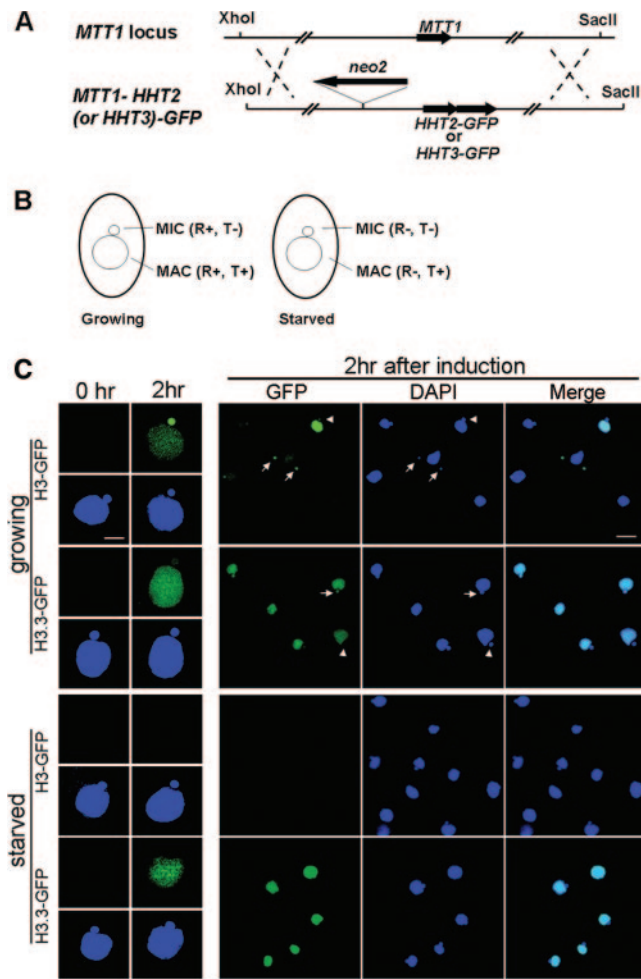 A
XhoI
MTT1
SacII
MTT1 locus
XhoI
neo2
SacII
MTT1- HHT2
(or HHT3)-GFP
HHT2-GFP
or
HHT3-GFP
B
MIC (R+, T-)
MAC (R+, T+)
Growing
MIC (R-, T-)
MAC (R-, T+)
Starved
C
2hr after induction
0 hr
2hr
GFP
DAPI
Merge
growing
H3-GFP
H3.3-GFP
starved
H3-GFP
H3.3-GFP